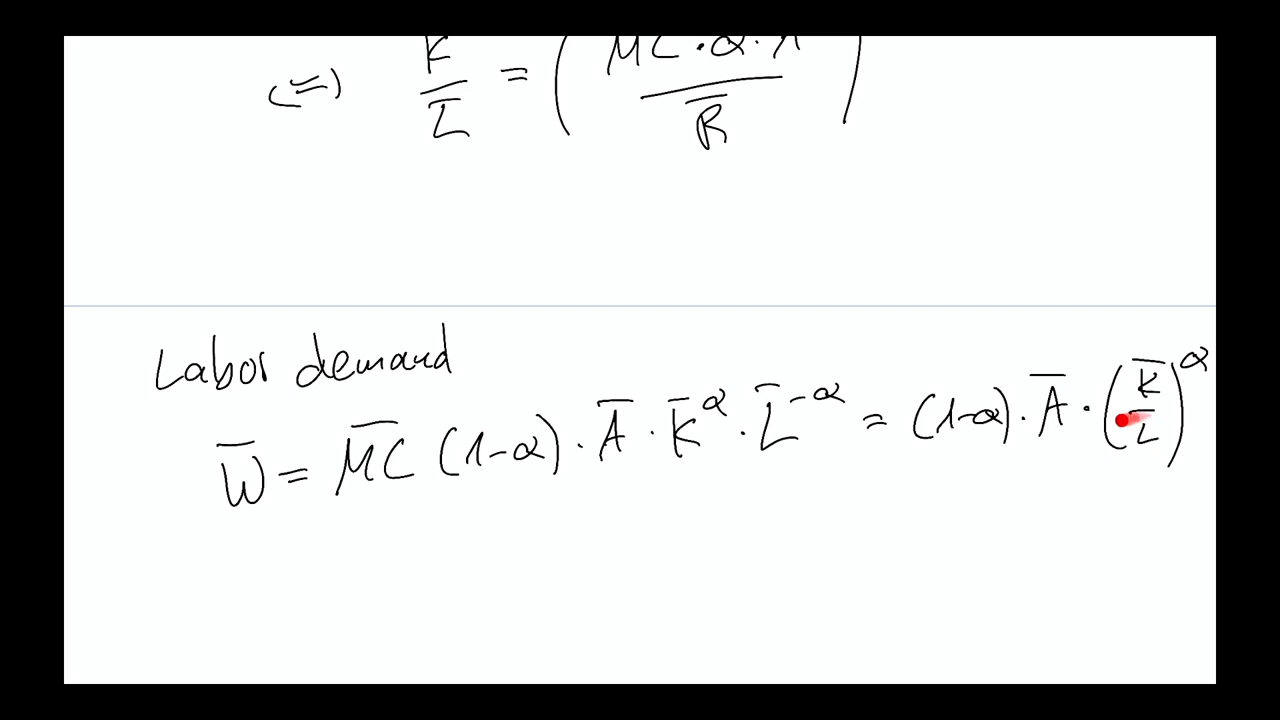 (⇔) K̄/L̄ = (MC · α · Ā / R̄)
Labor demand
W̄ = M̄C̄ (1-α) · Ā · K̄^α · L̄^-α = (1-α) · Ā · (K̄/L̄)^α